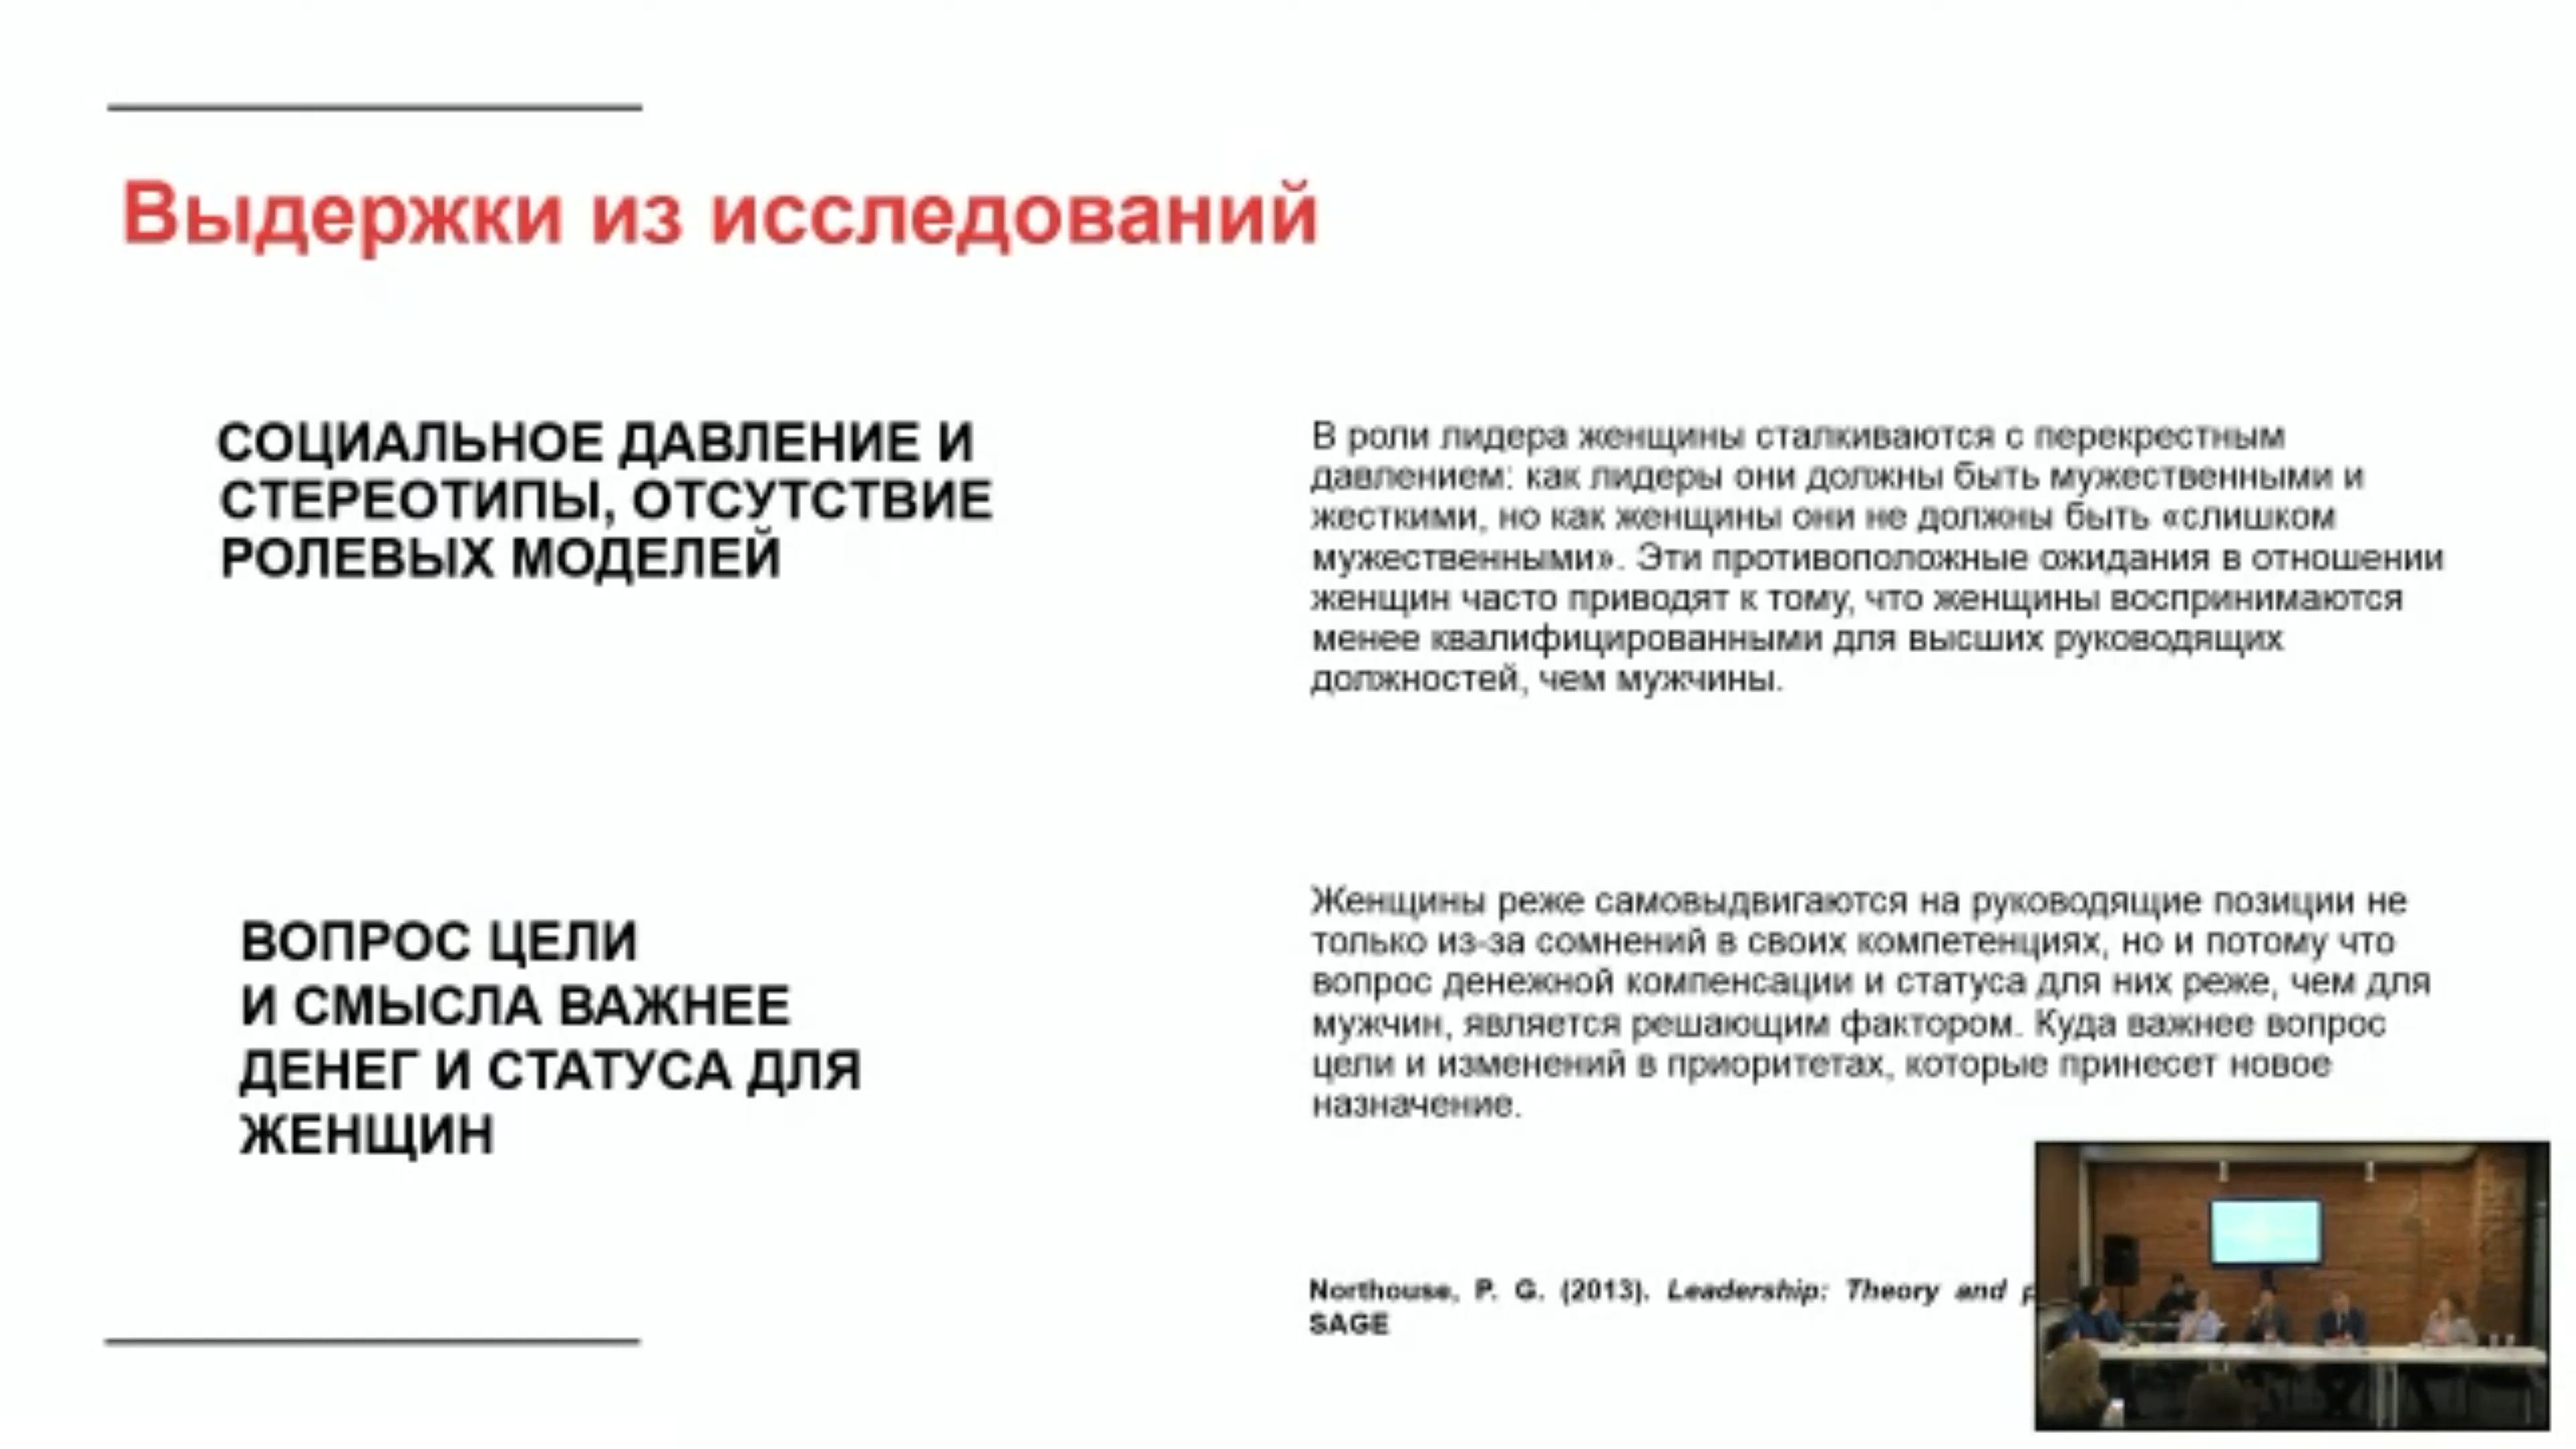 Выдержки из исследований
СОЦИАЛЬНОЕ ДАВЛЕНИЕ И
СТЕРЕОТИПЫ, ОТСУТСТВИЕ
РОЛЕВЫХ МОДЕЛЕЙ
В роли лидера женщины сталкиваются с перекрестным
давлением: как лидеры они должны быть мужественными и
жесткими, но как женщины они не должны быть «слишком
мужественными». Эти противоположные ожидания в отношении
женщин часто приводят к тому, что женщины воспринимаются
менее квалифицированными для высших руководящих
должностей, чем мужчины.
ВОПРОС ЦЕЛИ
И СМЫСЛА ВАЖНЕЕ
ДЕНЕГ И СТАТУСА ДЛЯ
ЖЕНЩИН
Женщины реже самовыдвигаются на руководящие позиции не
только из-за сомнений в своих компетенциях, но и потому что
вопрос денежной компенсации и статуса для них реже, чем для
мужчин, является решающим фактором. Куда важнее вопрос
цели и изменений в приоритетах, которые принесет новое
назначение.
Northouse, P. G. (2013). Leadership: Theory and
SAGE